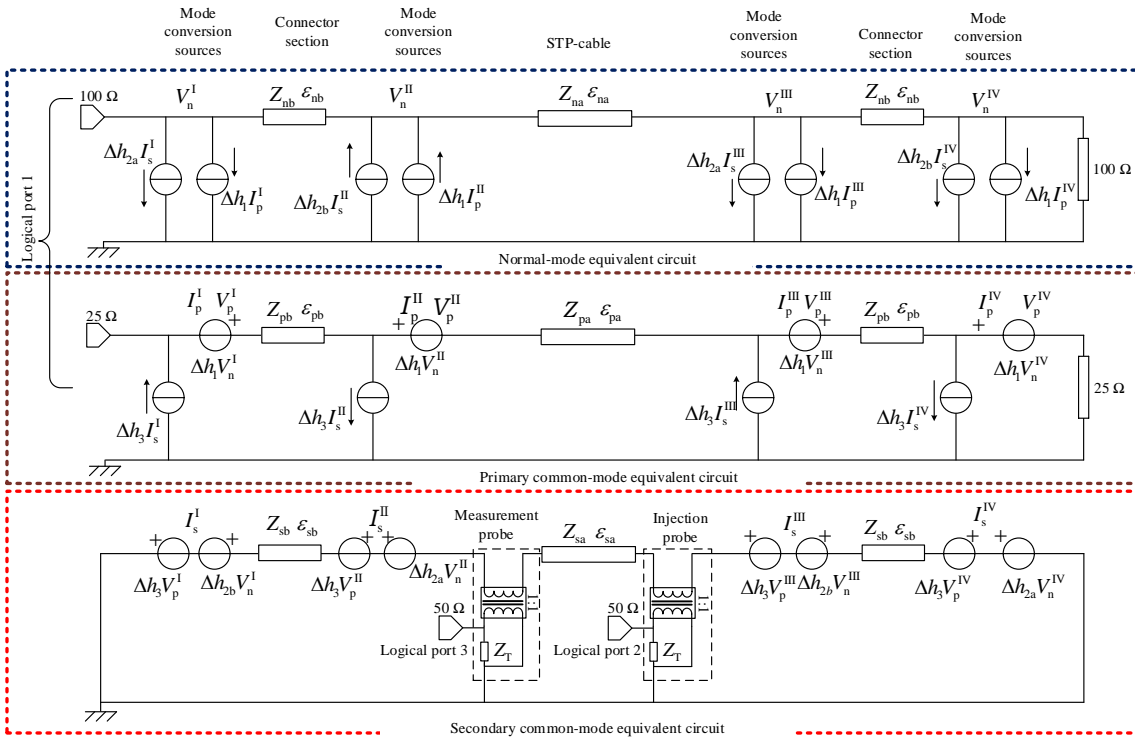 Mode conversion sources
Connector section
Mode conversion sources
STP-cable
Mode conversion sources
Connector section
Mode conversion sources
Logical port 1
100 Ω
V_n^I
Z_nb ε_nb
V_n^II
Z_na ε_na
V_n^III
Z_nb ε_nb
V_n^IV
Δh_2a I_s^I
Δh_1 I_p^I
Δh_2b I_s^II
Δh_1 I_p^II
Δh_2a I_s^III
Δh_1 I_p^III
Δh_2b I_s^IV
Δh_1 I_p^IV
100 Ω
Normal-mode equivalent circuit
25 Ω
I_p^I V_p^I
+
Z_pb ε_pb
I_p^II V_p^II
+
Z_pa ε_pa
I_p^III V_p^III
+
Z_pb ε_pb
I_p^IV
+
V_p^IV
Δh_1 V_n^I
Δh_1 V_n^II
Δh_1 V_n^III
Δh_1 V_n^IV
Δh_3 I_s^I
Δh_3 I_s^II
Δh_3 I_s^III
Δh_3 I_s^IV
25 Ω
Primary common-mode equivalent circuit
I_s^I
+ +
Z_sb ε_sb
I_s^II
+ +
Measurement probe
Z_sa ε_sa
Injection probe
I_s^III
+ +
Z_sb ε_sb
I_s^IV
+ +
Δh_3 V_p^I
Δh_2b V_n^I
Δh_3 V_p^II
Δh_2a V_n^II
Δh_3 V_p^III
Δh_2b V_n^III
Δh_3 V_p^IV
Δh_2a V_n^IV
50 Ω
Logical port 3
Z_T
50 Ω
Logical port 2
Z_T
Secondary common-mode equivalent circuit